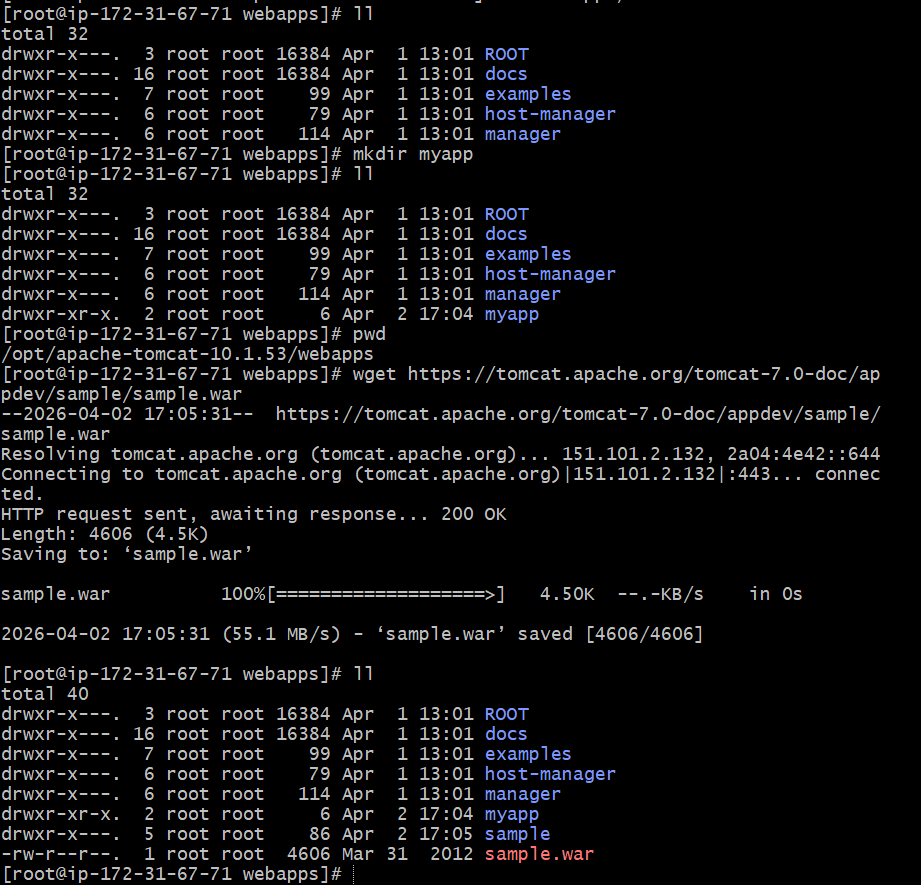 [root@ip-172-31-67-71 webapps]# ll
total 32
drwxr-x---.  3 root root 16384 Apr  1 13:01 ROOT
drwxr-x---. 16 root root 16384 Apr  1 13:01 docs
drwxr-x---.  7 root root    99 Apr  1 13:01 examples
drwxr-x---.  6 root root    79 Apr  1 13:01 host-manager
drwxr-x---.  6 root root   114 Apr  1 13:01 manager
[root@ip-172-31-67-71 webapps]# mkdir myapp
[root@ip-172-31-67-71 webapps]# ll
total 32
drwxr-x---.  3 root root 16384 Apr  1 13:01 ROOT
drwxr-x---. 16 root root 16384 Apr  1 13:01 docs
drwxr-x---.  7 root root    99 Apr  1 13:01 examples
drwxr-x---.  6 root root    79 Apr  1 13:01 host-manager
drwxr-x---.  6 root root   114 Apr  1 13:01 manager
drwxr-xr-x.  2 root root     6 Apr  2 17:04 myapp
[root@ip-172-31-67-71 webapps]# pwd
/opt/apache-tomcat-10.1.53/webapps
[root@ip-172-31-67-71 webapps]# wget https://tomcat.apache.org/tomcat-7.0-doc/ap
pdev/sample/sample.war
--2026-04-02 17:05:31--  https://tomcat.apache.org/tomcat-7.0-doc/appdev/sample/
sample.war
Resolving tomcat.apache.org (tomcat.apache.org)... 151.101.2.132, 2a04:4e42::644
Connecting to tomcat.apache.org (tomcat.apache.org)|151.101.2.132|:443... connec
ted.
HTTP request sent, awaiting response... 200 OK
Length: 4606 (4.5K)
Saving to: ‘sample.war’
sample.war          100%[===================>]   4.50K  --.-KB/s    in 0s
2026-04-02 17:05:31 (55.1 MB/s) - ‘sample.war’ saved [4606/4606]
[root@ip-172-31-67-71 webapps]# ll
total 40
drwxr-x---.  3 root root 16384 Apr  1 13:01 ROOT
drwxr-x---. 16 root root 16384 Apr  1 13:01 docs
drwxr-x---.  7 root root    99 Apr  1 13:01 examples
drwxr-x---.  6 root root    79 Apr  1 13:01 host-manager
drwxr-x---.  6 root root   114 Apr  1 13:01 manager
drwxr-xr-x.  2 root root     6 Apr  2 17:04 myapp
drwxr-x---.  5 root root    86 Apr  2 17:05 sample
-rw-r--r--.  1 root root  4606 Mar 31  2012 sample.war
[root@ip-172-31-67-71 webapps]#